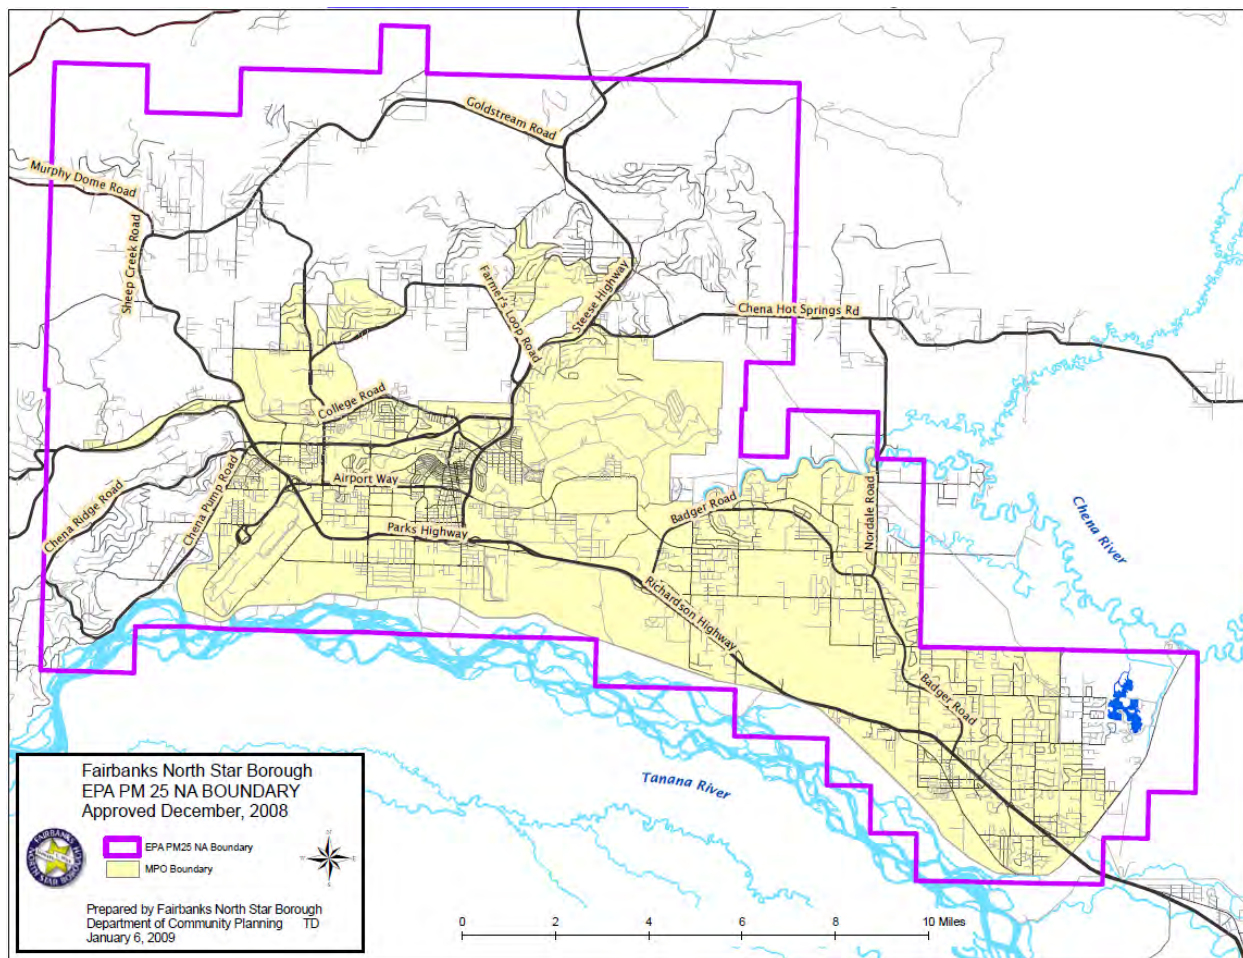 Goldstream Road
Murphy Dome Road
Sheep Creek Road
Farmer's Loop Road
Steese Highway
Chena Hot Springs Rd
College Road
Airport Way
Chena Ridge Road
Chena Pump Road
Parks Highway
Badger Road
Nordale Road
Chena River
Richardson Highway
Badger Road
Tanana River
Fairbanks North Star Borough
EPA PM 25 NA BOUNDARY
Approved December, 2008
EPA PM25 NA Boundary
MPO Boundary
Prepared by Fairbanks North Star Borough
Department of Community Planning TD
January 6, 2009
0 2 4 6 8 10 Miles